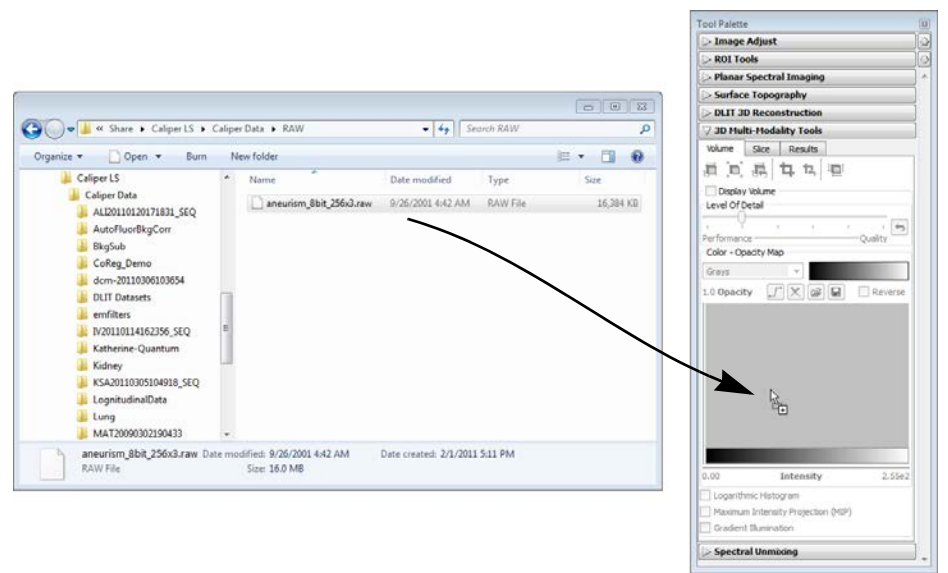 « Share ▸ Caliper LS ▸ Caliper Data ▸ RAW
Search RAW
Organize ▾ Open ▾ Burn New folder
Caliper LS
Caliper Data
ALI20110120171831_SEQ
AutoFluorBkgCorr
BkgSub
CoReg_Demo
dcm-20110306103654
DLIT Datasets
emfilters
IV20110114162356_SEQ
Katherine-Quantum
Kidney
KSA20110305104918_SEQ
LognitudinalData
Lung
MAT20090302190433
Name Date modified Type Size
aneurism_8bit_256x3.raw 9/26/2001 4:42 AM RAW File 16,384 KB
aneurism_8bit_256x3.raw Date modified: 9/26/2001 4:42 AM Date created: 2/1/2011 5:11 PM
RAW File Size: 16.0 MB
Tool Palette
Image Adjust
ROI Tools
Planar Spectral Imaging
Surface Topography
DLIT 3D Reconstruction
3D Multi-Modality Tools
Volume Slice Results
Display Volume
Level Of Detail
Performance Quality
Color - Opacity Map
Grays
1.0 Opacity Reverse
0.00 Intensity 2.55e2
Logarithmic Histogram
Maximum Intensity Projection (MIP)
Gradient Illumination
Spectral Unmixing